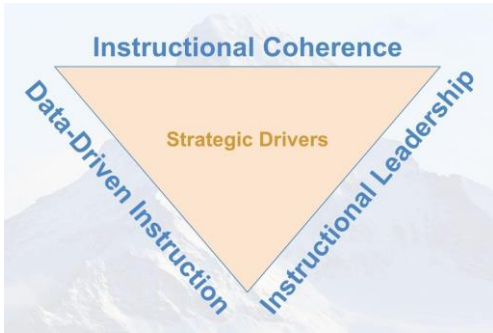 Instructional Coherence
Strategic Drivers
Data-Driven Instruction
Instructional Leadership